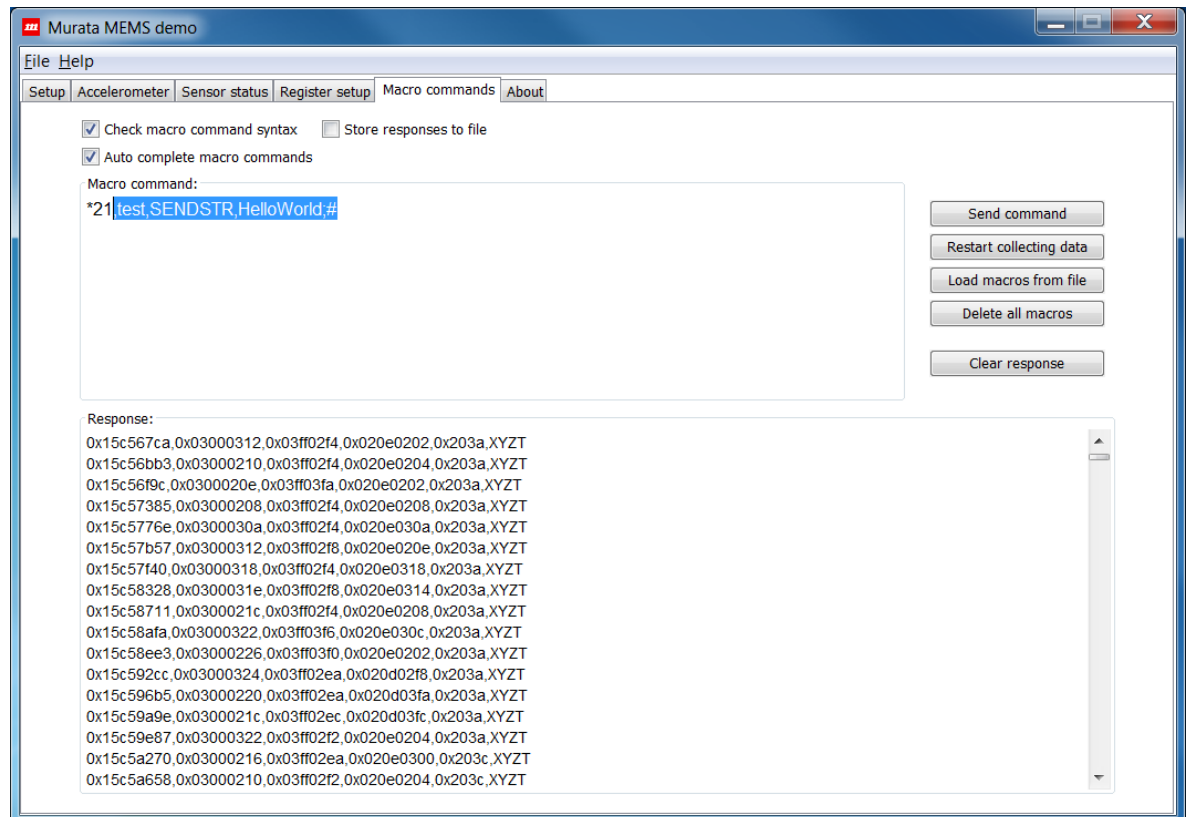 m Murata MEMS demo
File Help
Setup Accelerometer Sensor status Register setup Macro commands About
Check macro command syntax Store responses to file
Auto complete macro commands
Macro command:
*21,test,SENDSTR,HelloWorld;#
Send command
Restart collecting data
Load macros from file
Delete all macros
Clear response
Response:
0x15c567ca,0x03000312,0x03ff02f4,0x020e0202,0x203a,XYZT
0x15c56bb3,0x03000210,0x03ff02f4,0x020e0204,0x203a,XYZT
0x15c56f9c,0x0300020e,0x03ff03fa,0x020e0202,0x203a,XYZT
0x15c57385,0x03000208,0x03ff02f4,0x020e0208,0x203a,XYZT
0x15c5776e,0x0300030a,0x03ff02f4,0x020e030a,0x203a,XYZT
0x15c57b57,0x03000312,0x03ff02f8,0x020e020e,0x203a,XYZT
0x15c57f40,0x03000318,0x03ff02f4,0x020e0318,0x203a,XYZT
0x15c58328,0x0300031e,0x03ff02f8,0x020e0314,0x203a,XYZT
0x15c58711,0x0300021c,0x03ff02f4,0x020e0208,0x203a,XYZT
0x15c58afa,0x03000322,0x03ff03f6,0x020e030c,0x203a,XYZT
0x15c58ee3,0x03000226,0x03ff03f0,0x020e0202,0x203a,XYZT
0x15c592cc,0x03000324,0x03ff02ea,0x020d02f8,0x203a,XYZT
0x15c596b5,0x03000220,0x03ff02ea,0x020d03fa,0x203a,XYZT
0x15c59a9e,0x0300021c,0x03ff02ec,0x020d03fc,0x203a,XYZT
0x15c59e87,0x03000322,0x03ff02f2,0x020e0204,0x203a,XYZT
0x15c5a270,0x03000216,0x03ff02ea,0x020e0300,0x203c,XYZT
0x15c5a658,0x03000210,0x03ff02f2,0x020e0204,0x203c,XYZT